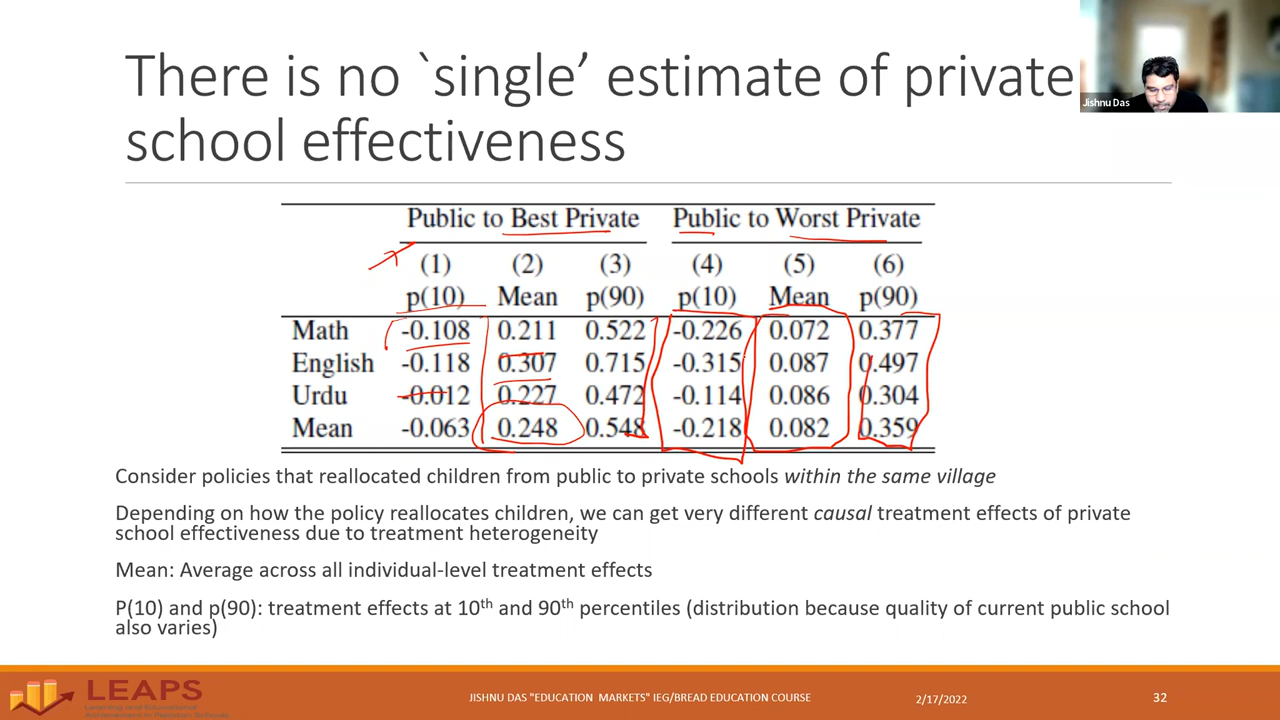 There is no `single’ estimate of private
school effectiveness
Jishnu Das
Public to Best Private Public to Worst Private
(1) (2) (3) (4) (5) (6)
p(10) Mean p(90) p(10) Mean p(90)
Math -0.108 0.211 0.522 -0.226 0.072 0.377
English -0.118 0.307 0.715 -0.315 0.087 0.497
Urdu -0.012 0.227 0.472 -0.114 0.086 0.304
Mean -0.063 0.248 0.548 -0.218 0.082 0.359
Consider policies that reallocated children from public to private schools within the same village
Depending on how the policy reallocates children, we can get very different causal treatment effects of private
school effectiveness due to treatment heterogeneity
Mean: Average across all individual-level treatment effects
P(10) and p(90): treatment effects at 10th and 90th percentiles (distribution because quality of current public school
also varies)
LEAPS
Learning and Educational
Achievement in Pakistan Schools
JISHNU DAS "EDUCATION MARKETS" IEG/BREAD EDUCATION COURSE
2/17/2022
32